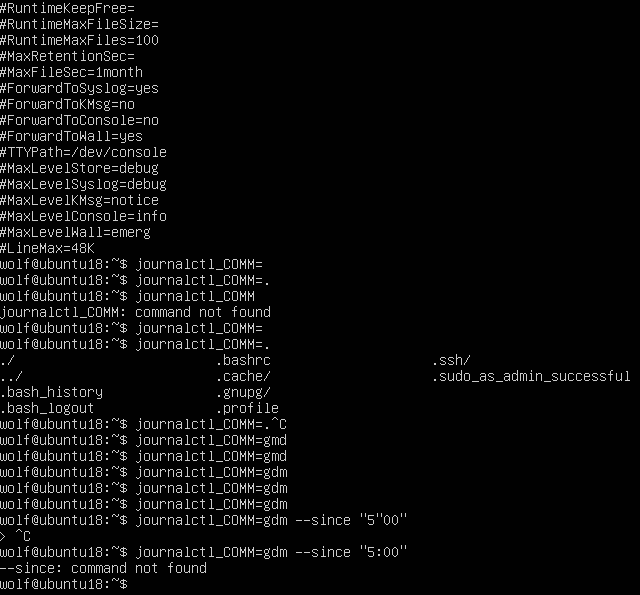 #RuntimeKeepFree=
#RuntimeMaxFileSize=
#RuntimeMaxFiles=100
#MaxRetentionSec=
#MaxFileSec=1month
#ForwardToSyslog=yes
#ForwardToKMsg=no
#ForwardToConsole=no
#ForwardToWall=yes
#TTYPath=/dev/console
#MaxLevelStore=debug
#MaxLevelSyslog=debug
#MaxLevelKMsg=notice
#MaxLevelConsole=info
#MaxLevelWall=emerg
#LineMax=48K
wolf@ubuntu18:~$ journalctl_COMM=
wolf@ubuntu18:~$ journalctl_COMM=.
wolf@ubuntu18:~$ journalctl_COMM
journalctl_COMM: command not found
wolf@ubuntu18:~$ journalctl_COMM=
wolf@ubuntu18:~$ journalctl_COMM=.
./ .bashrc .ssh/
../ .cache/ .sudo_as_admin_successful
.bash_history .gnupg/
.bash_logout .profile
wolf@ubuntu18:~$ journalctl_COMM=.^C
wolf@ubuntu18:~$ journalctl_COMM=gmd
wolf@ubuntu18:~$ journalctl_COMM=gmd
wolf@ubuntu18:~$ journalctl_COMM=gdm
wolf@ubuntu18:~$ journalctl_COMM=gdm
wolf@ubuntu18:~$ journalctl_COMM=gdm
wolf@ubuntu18:~$ journalctl_COMM=gdm --since "5"00"
> ^C
wolf@ubuntu18:~$ journalctl_COMM=gdm --since "5:00"
--since: command not found
wolf@ubuntu18:~$